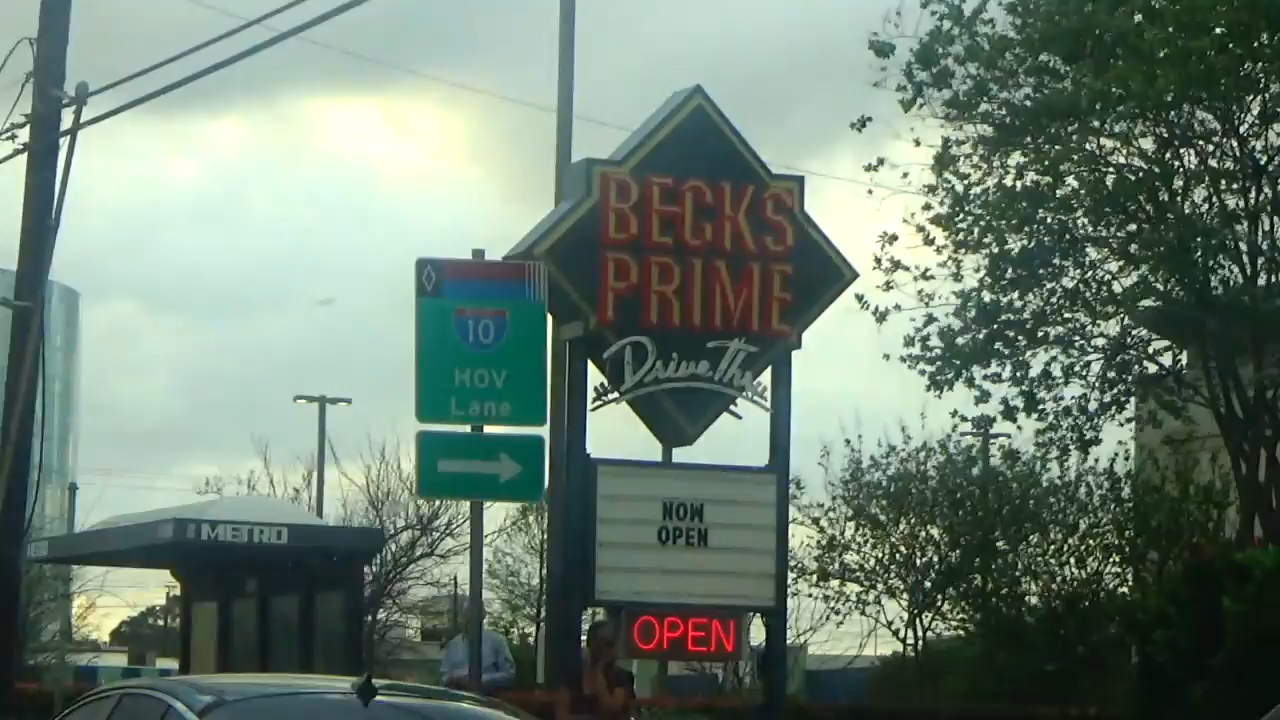 BECKS
PRIME
Drive Thru
10
HOV
Lane
NOW
OPEN
METRO
OPEN